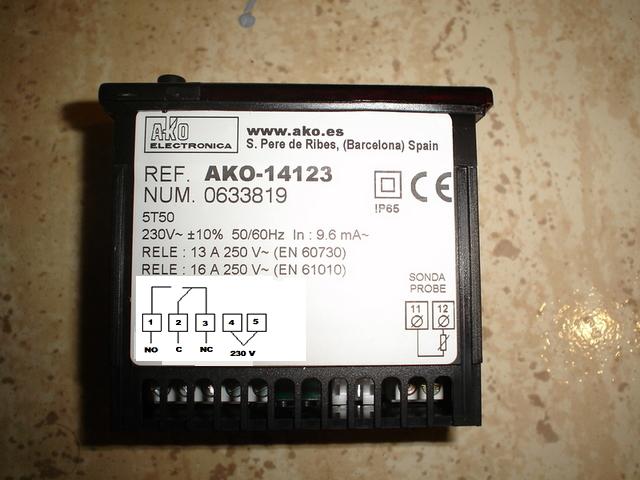 AKO
ELECTRONICA
www.ako.es
S. Pere de Ribes, (Barcelona) Spain
REF. AKO-14123
NUM. 0633819
IP65
CE
5T50
230V~ ±10% 50/60Hz In : 9.6 mA~
RELE : 13 A 250 V~ (EN 60730)
RELE : 16 A 250 V~ (EN 61010)
SONDA
PROBE
11 12
1 2 3 4 5
NO C NC 230 V